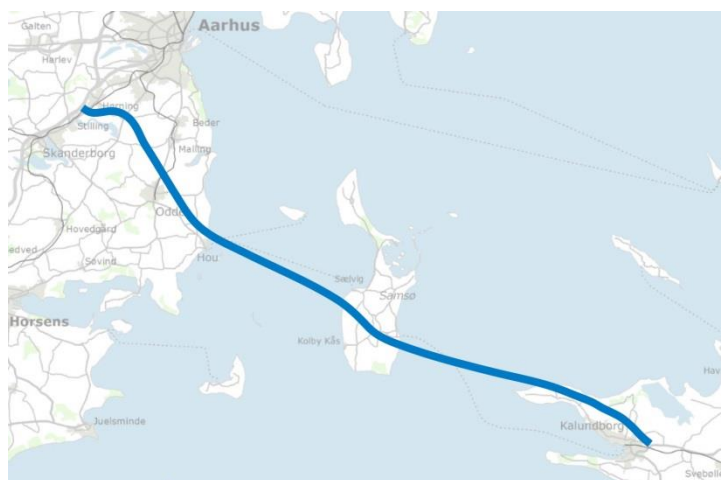 Galten
Aarhus
Harlev
Hørning
Stilling
Beder
Skanderborg
Malling
Odde
Hovedgård
Hou
Søvind
Sælvig
Samsø
Horsens
Kolby Kås
Juelsminde
Kalundborg
Svebølle